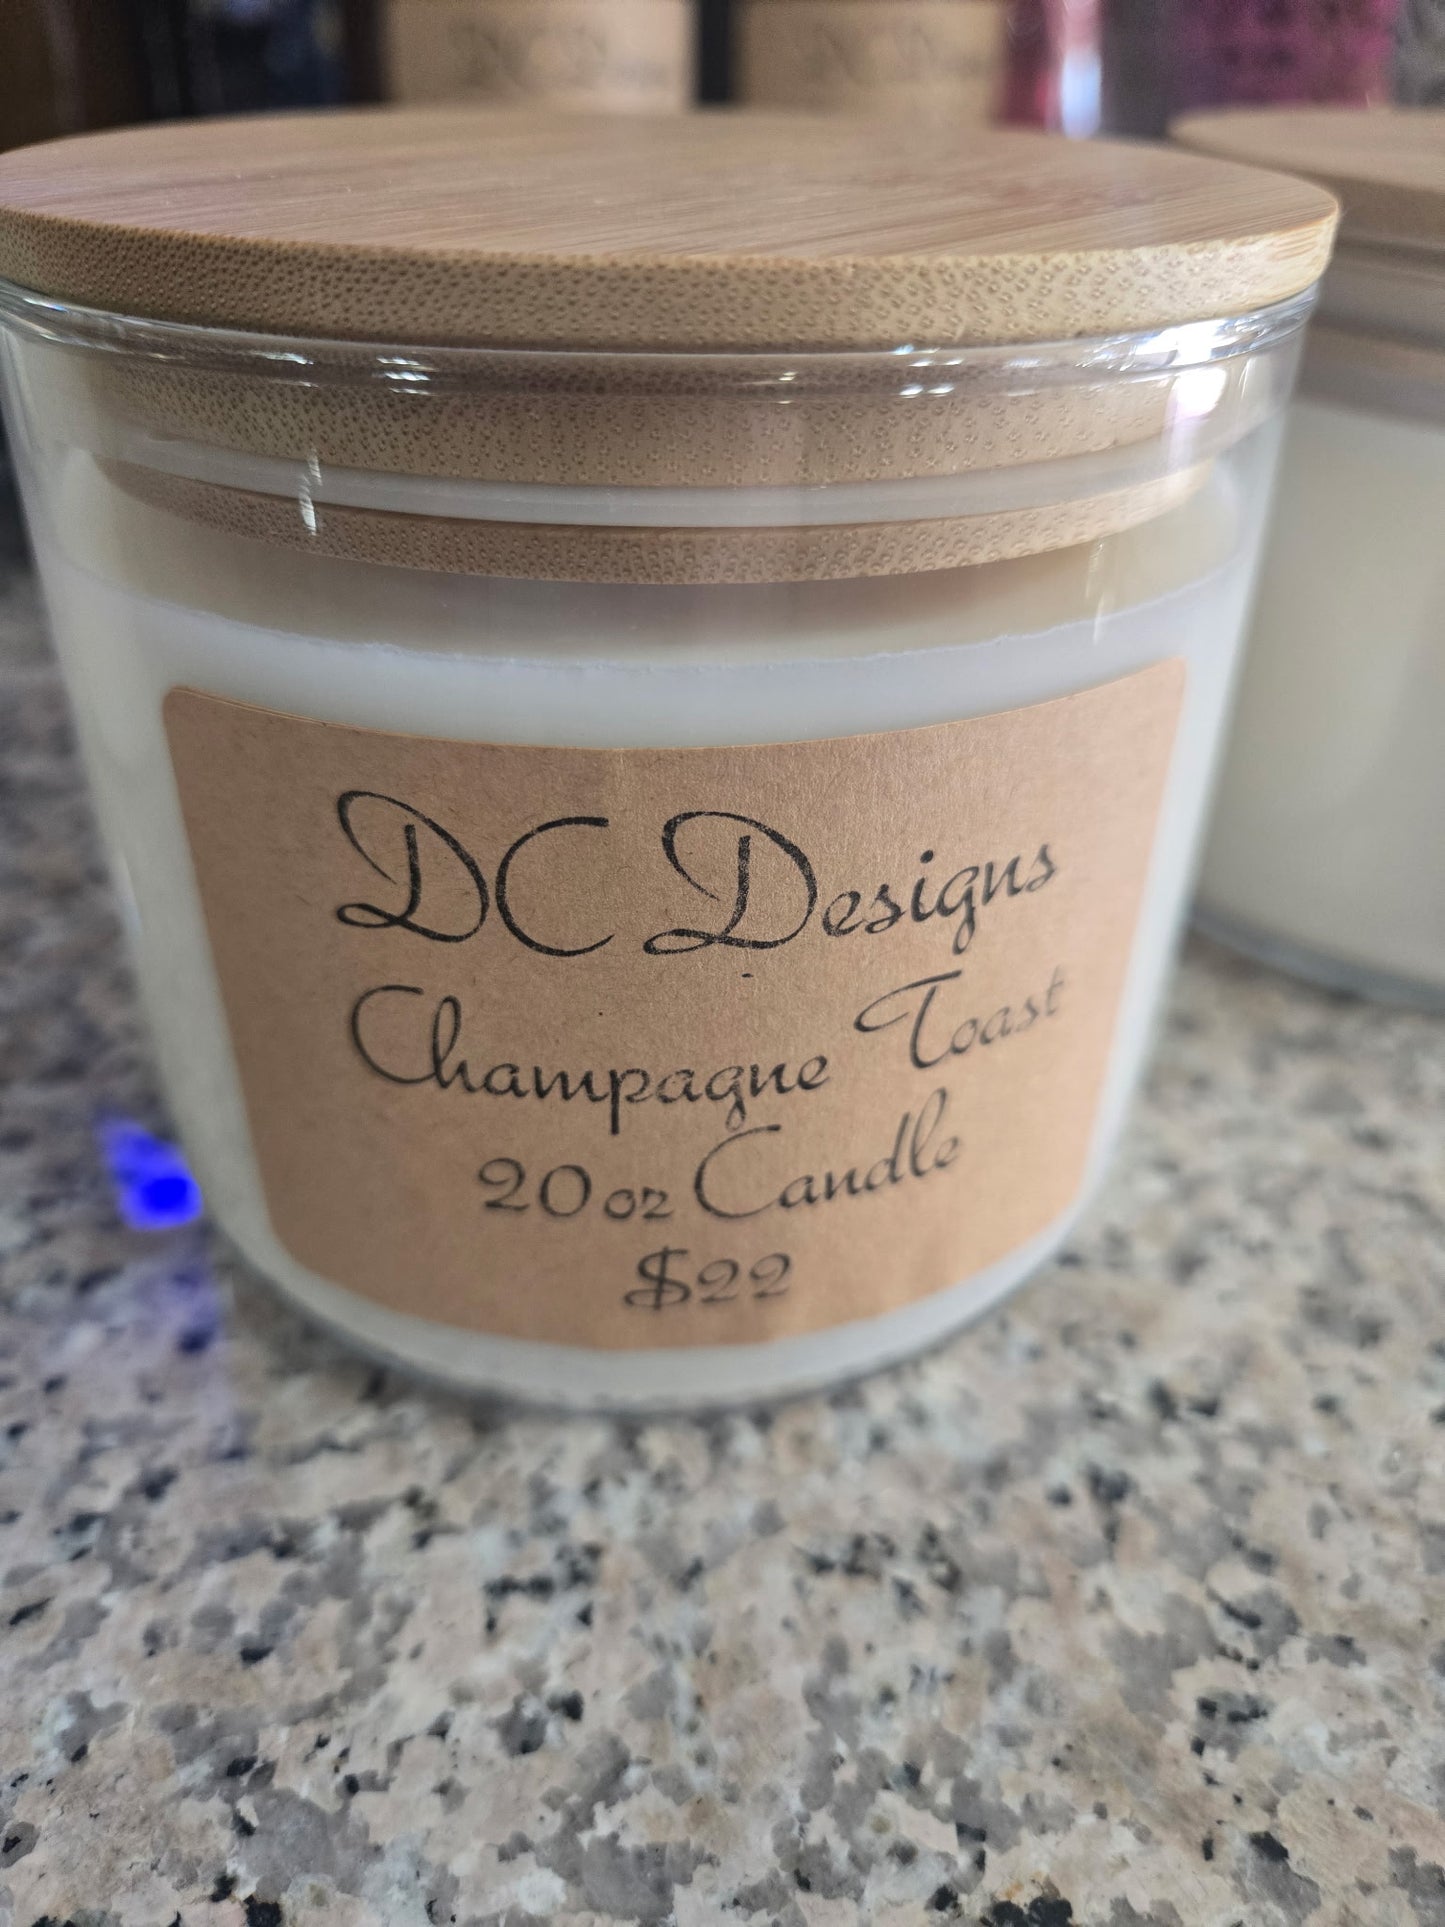 DC Designs
Champagne Toast
20 oz Candle
$22